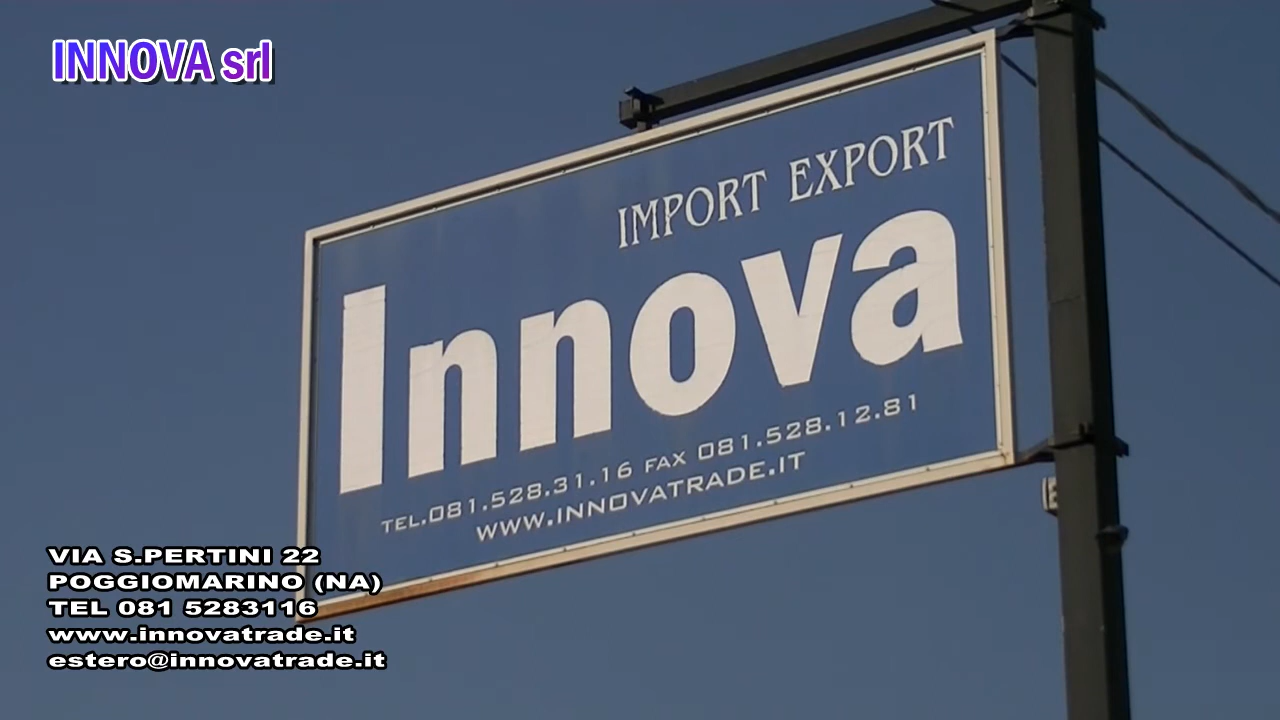 INNOVA srl
IMPORT EXPORT
Innova
TEL.081.528.31.16 FAX 081.528.12.81
WWW.INNOVATRADE.IT
VIA S.PERTINI 22
POGGIOMARINO (NA)
TEL 081 5283116
www.innovatrade.it
estero@innovatrade.it